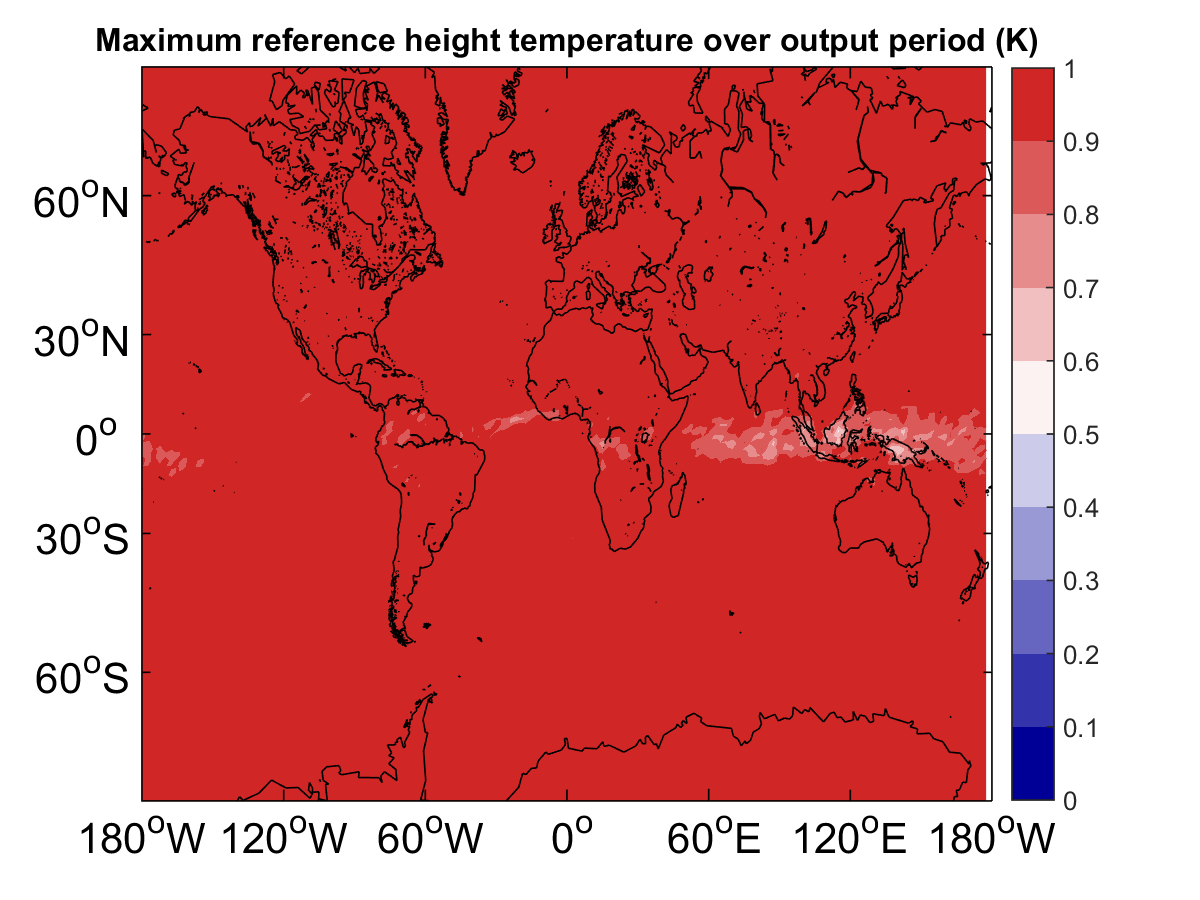 Maximum reference height temperature over output period (K)
60°N
30°N
0°
30°S
60°S
180°W 120°W 60°W 0° 60°E 120°E 180°W
1
0.9
0.8
0.7
0.6
0.5
0.4
0.3
0.2
0.1
0